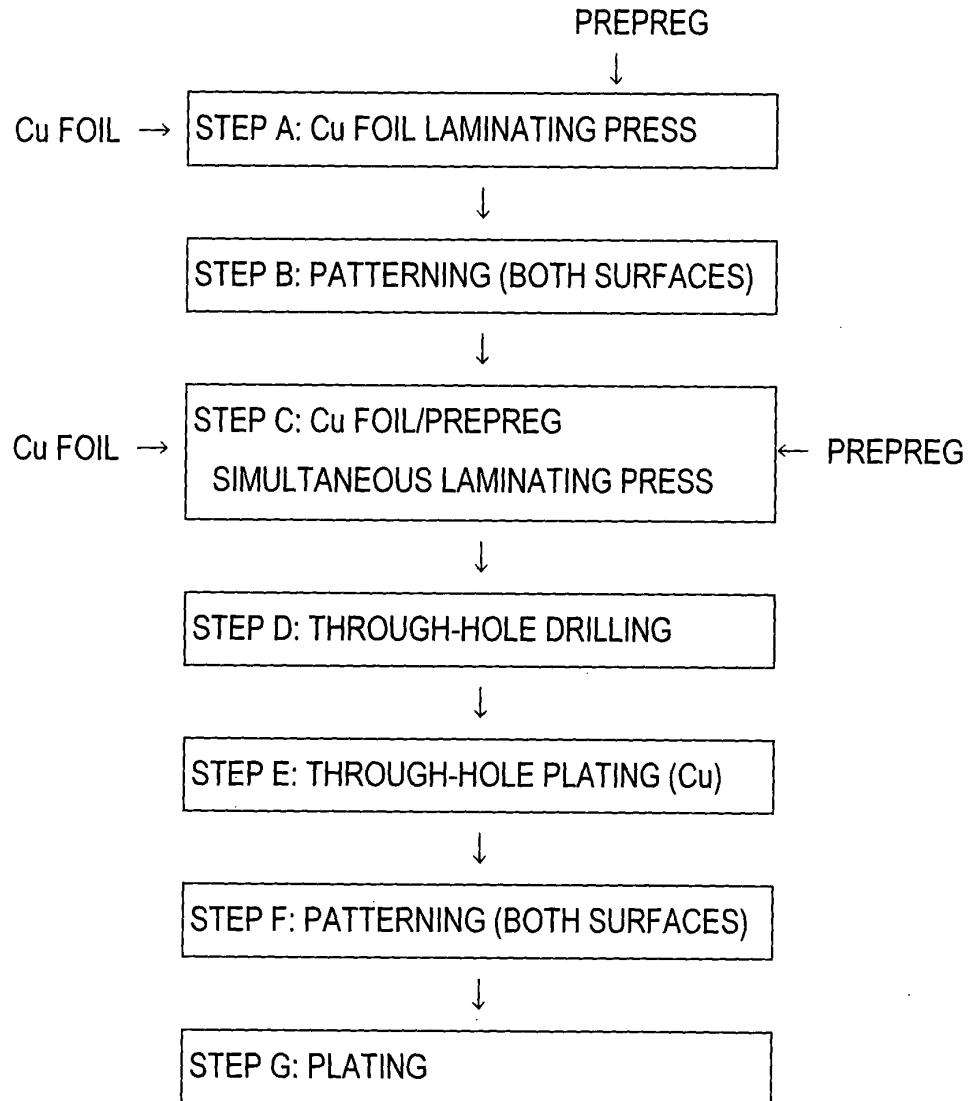 PREPREG
↓
Cu FOIL → STEP A: Cu FOIL LAMINATING PRESS
↓
STEP B: PATTERNING (BOTH SURFACES)
↓
STEP C: Cu FOIL/PREPREG
Cu FOIL → ← PREPREG
SIMULTANEOUS LAMINATING PRESS
↓
STEP D: THROUGH-HOLE DRILLING
↓
STEP E: THROUGH-HOLE PLATING (Cu)
↓
STEP F: PATTERNING (BOTH SURFACES)
↓
STEP G: PLATING